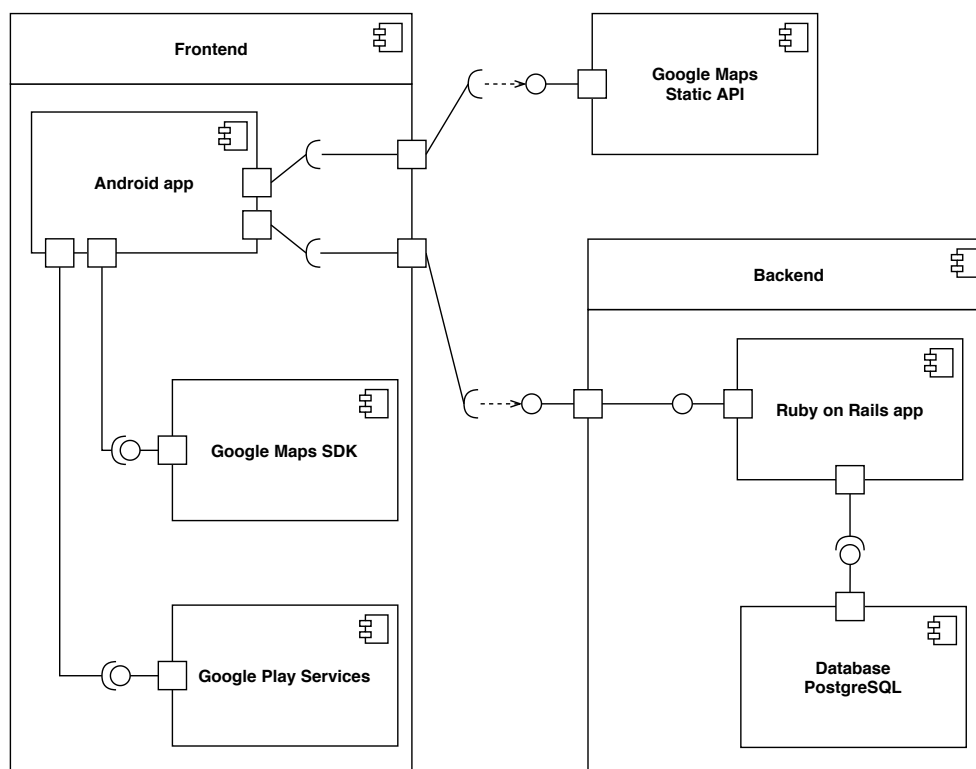 Frontend
Google Maps
Static API
Android app
Backend
Ruby on Rails app
Google Maps SDK
Google Play Services
Database
PostgreSQL